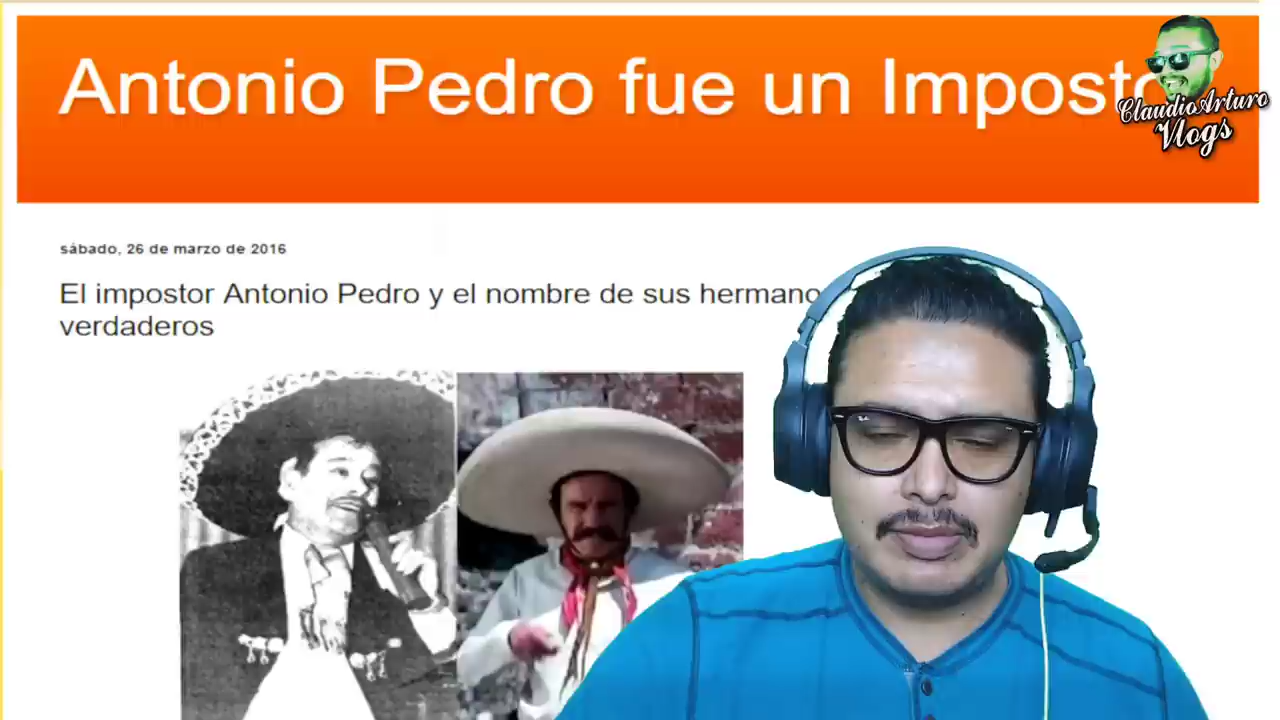 Antonio Pedro fue un Imposto
ClaudioArturo
Vlogs
sábado, 26 de marzo de 2016
El impostor Antonio Pedro y el nombre de sus hermano
verdaderos